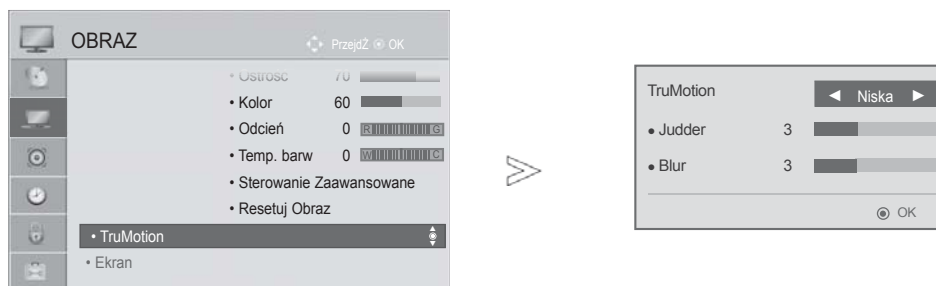 OBRAZ
PrzejdŹ OK
• Ostrość 70
• Kolor 60
• Odcień 0 R G
• Temp. barw 0 W C
• Sterowanie Zaawansowane
• Resetuj Obraz
• TruMotion
• Ekran
TruMotion ◄ Niska ►
• Judder 3
• Blur 3
OK